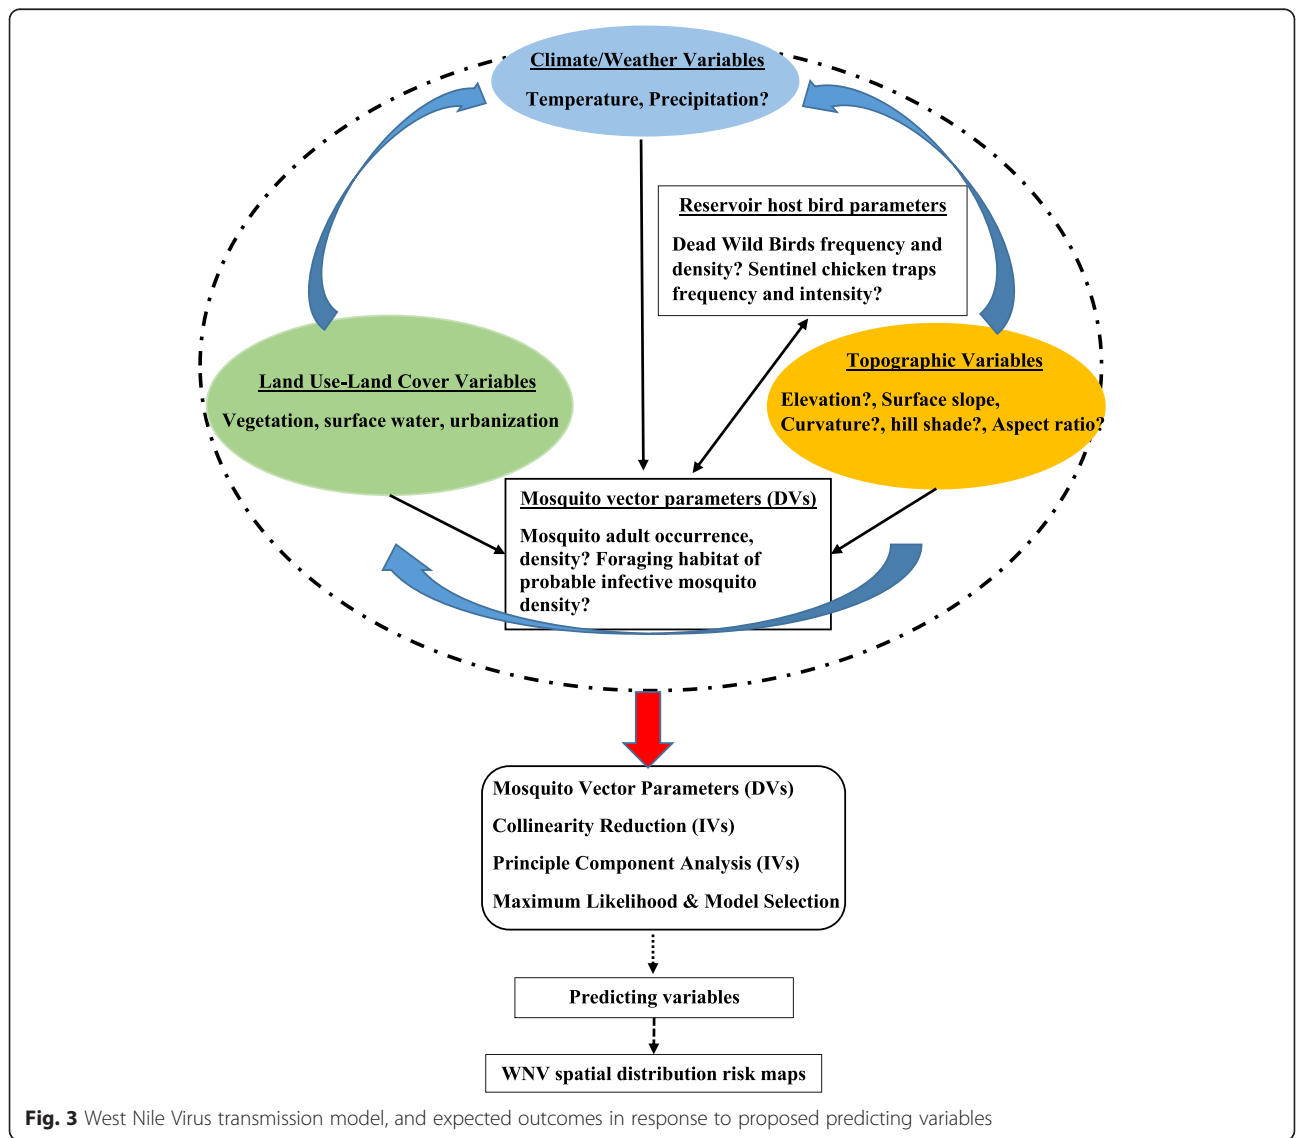 Climate/Weather Variables
Temperature, Precipitation?
Reservoir host bird parameters
Dead Wild Birds frequency and
density? Sentinel chicken traps
frequency and intensity?
Land Use-Land Cover Variables
Vegetation, surface water, urbanization
Topographic Variables
Elevation?, Surface slope,
Curvature?, hill shade?, Aspect ratio?
Mosquito vector parameters (DVs)
Mosquito adult occurrence,
density? Foraging habitat of
probable infective mosquito
density?
Mosquito Vector Parameters (DVs)
Collinearity Reduction (IVs)
Principle Component Analysis (IVs)
Maximum Likelihood & Model Selection
Predicting variables
WNV spatial distribution risk maps
Fig. 3 West Nile Virus transmission model, and expected outcomes in response to proposed predicting variables